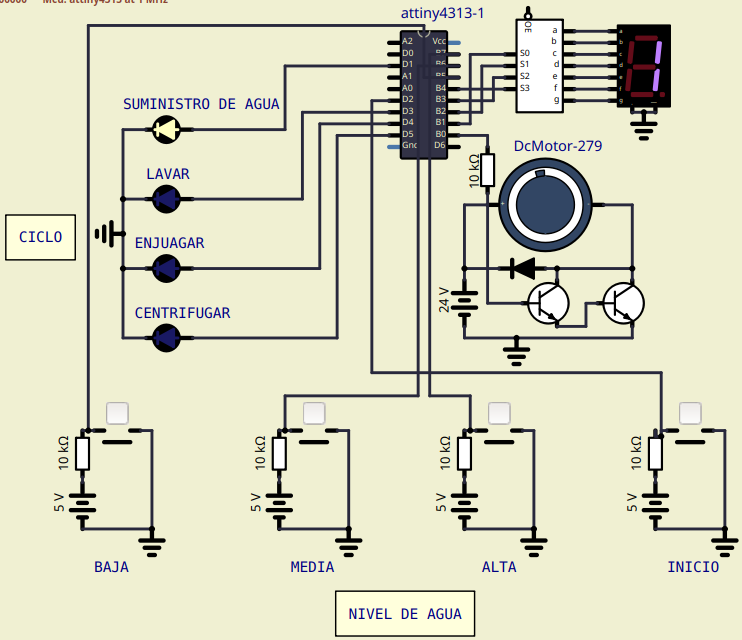 Mcu: attiny4313 at 1 MHz
attiny4313-1
A2 Vcc
D0 B7
D1 B6
A1 B5
A0 B4
D2 B3
D3 B2
D4 B1
D5 B0
Gnd D6
OE
S0
S1
S2
S3
a
b
c
d
e
f
g
a
b
c
d
e
f
g
SUMINISTRO DE AGUA
LAVAR
CICLO
ENJUAGAR
CENTRIFUGAR
10 kΩ
DcMotor-279
24 V
10 kΩ
5 V
10 kΩ
5 V
10 kΩ
5 V
10 kΩ
5 V
BAJA
MEDIA
ALTA
INICIO
NIVEL DE AGUA